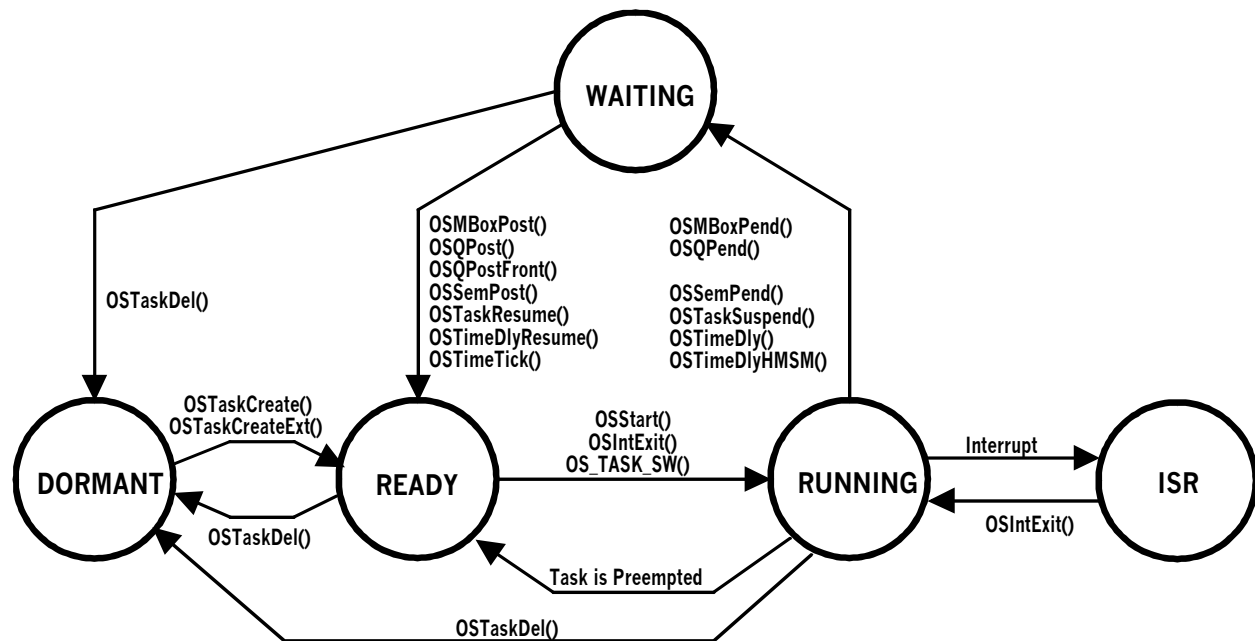 WAITING
OSMBoxPost()
OSQPost()
OSQPostFront()
OSSemPost()
OSTaskResume()
OSTimeDlyResume()
OSTimeTick()
OSMBoxPend()
OSQPend()
OSSemPend()
OSTaskSuspend()
OSTimeDly()
OSTimeDlyHMSM()
OSTaskDel()
OSTaskCreate()
OSTaskCreateExt()
OSStart()
OSIntExit()
OS_TASK_SW()
Interrupt
DORMANT
READY
RUNNING
ISR
OSIntExit()
OSTaskDel()
Task is Preempted
OSTaskDel()